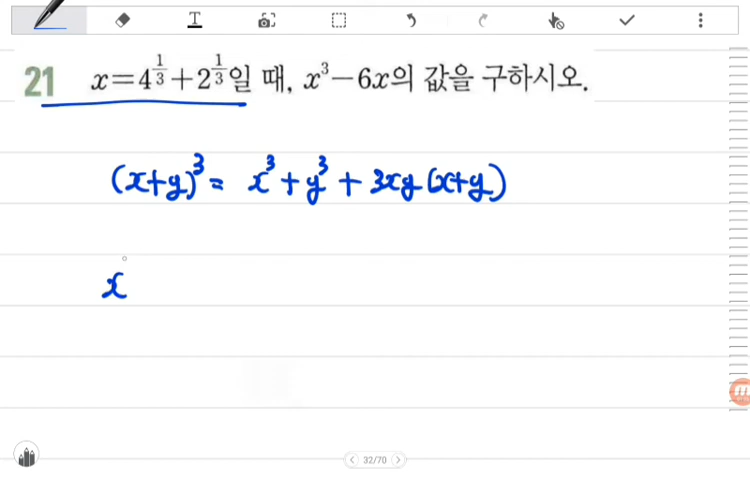 T
21 x=4^{1/3}+2^{1/3}일 때, x³-6x의 값을 구하시오.
(x+y)³ = x³+y³+3xy(x+y)
x
32/70